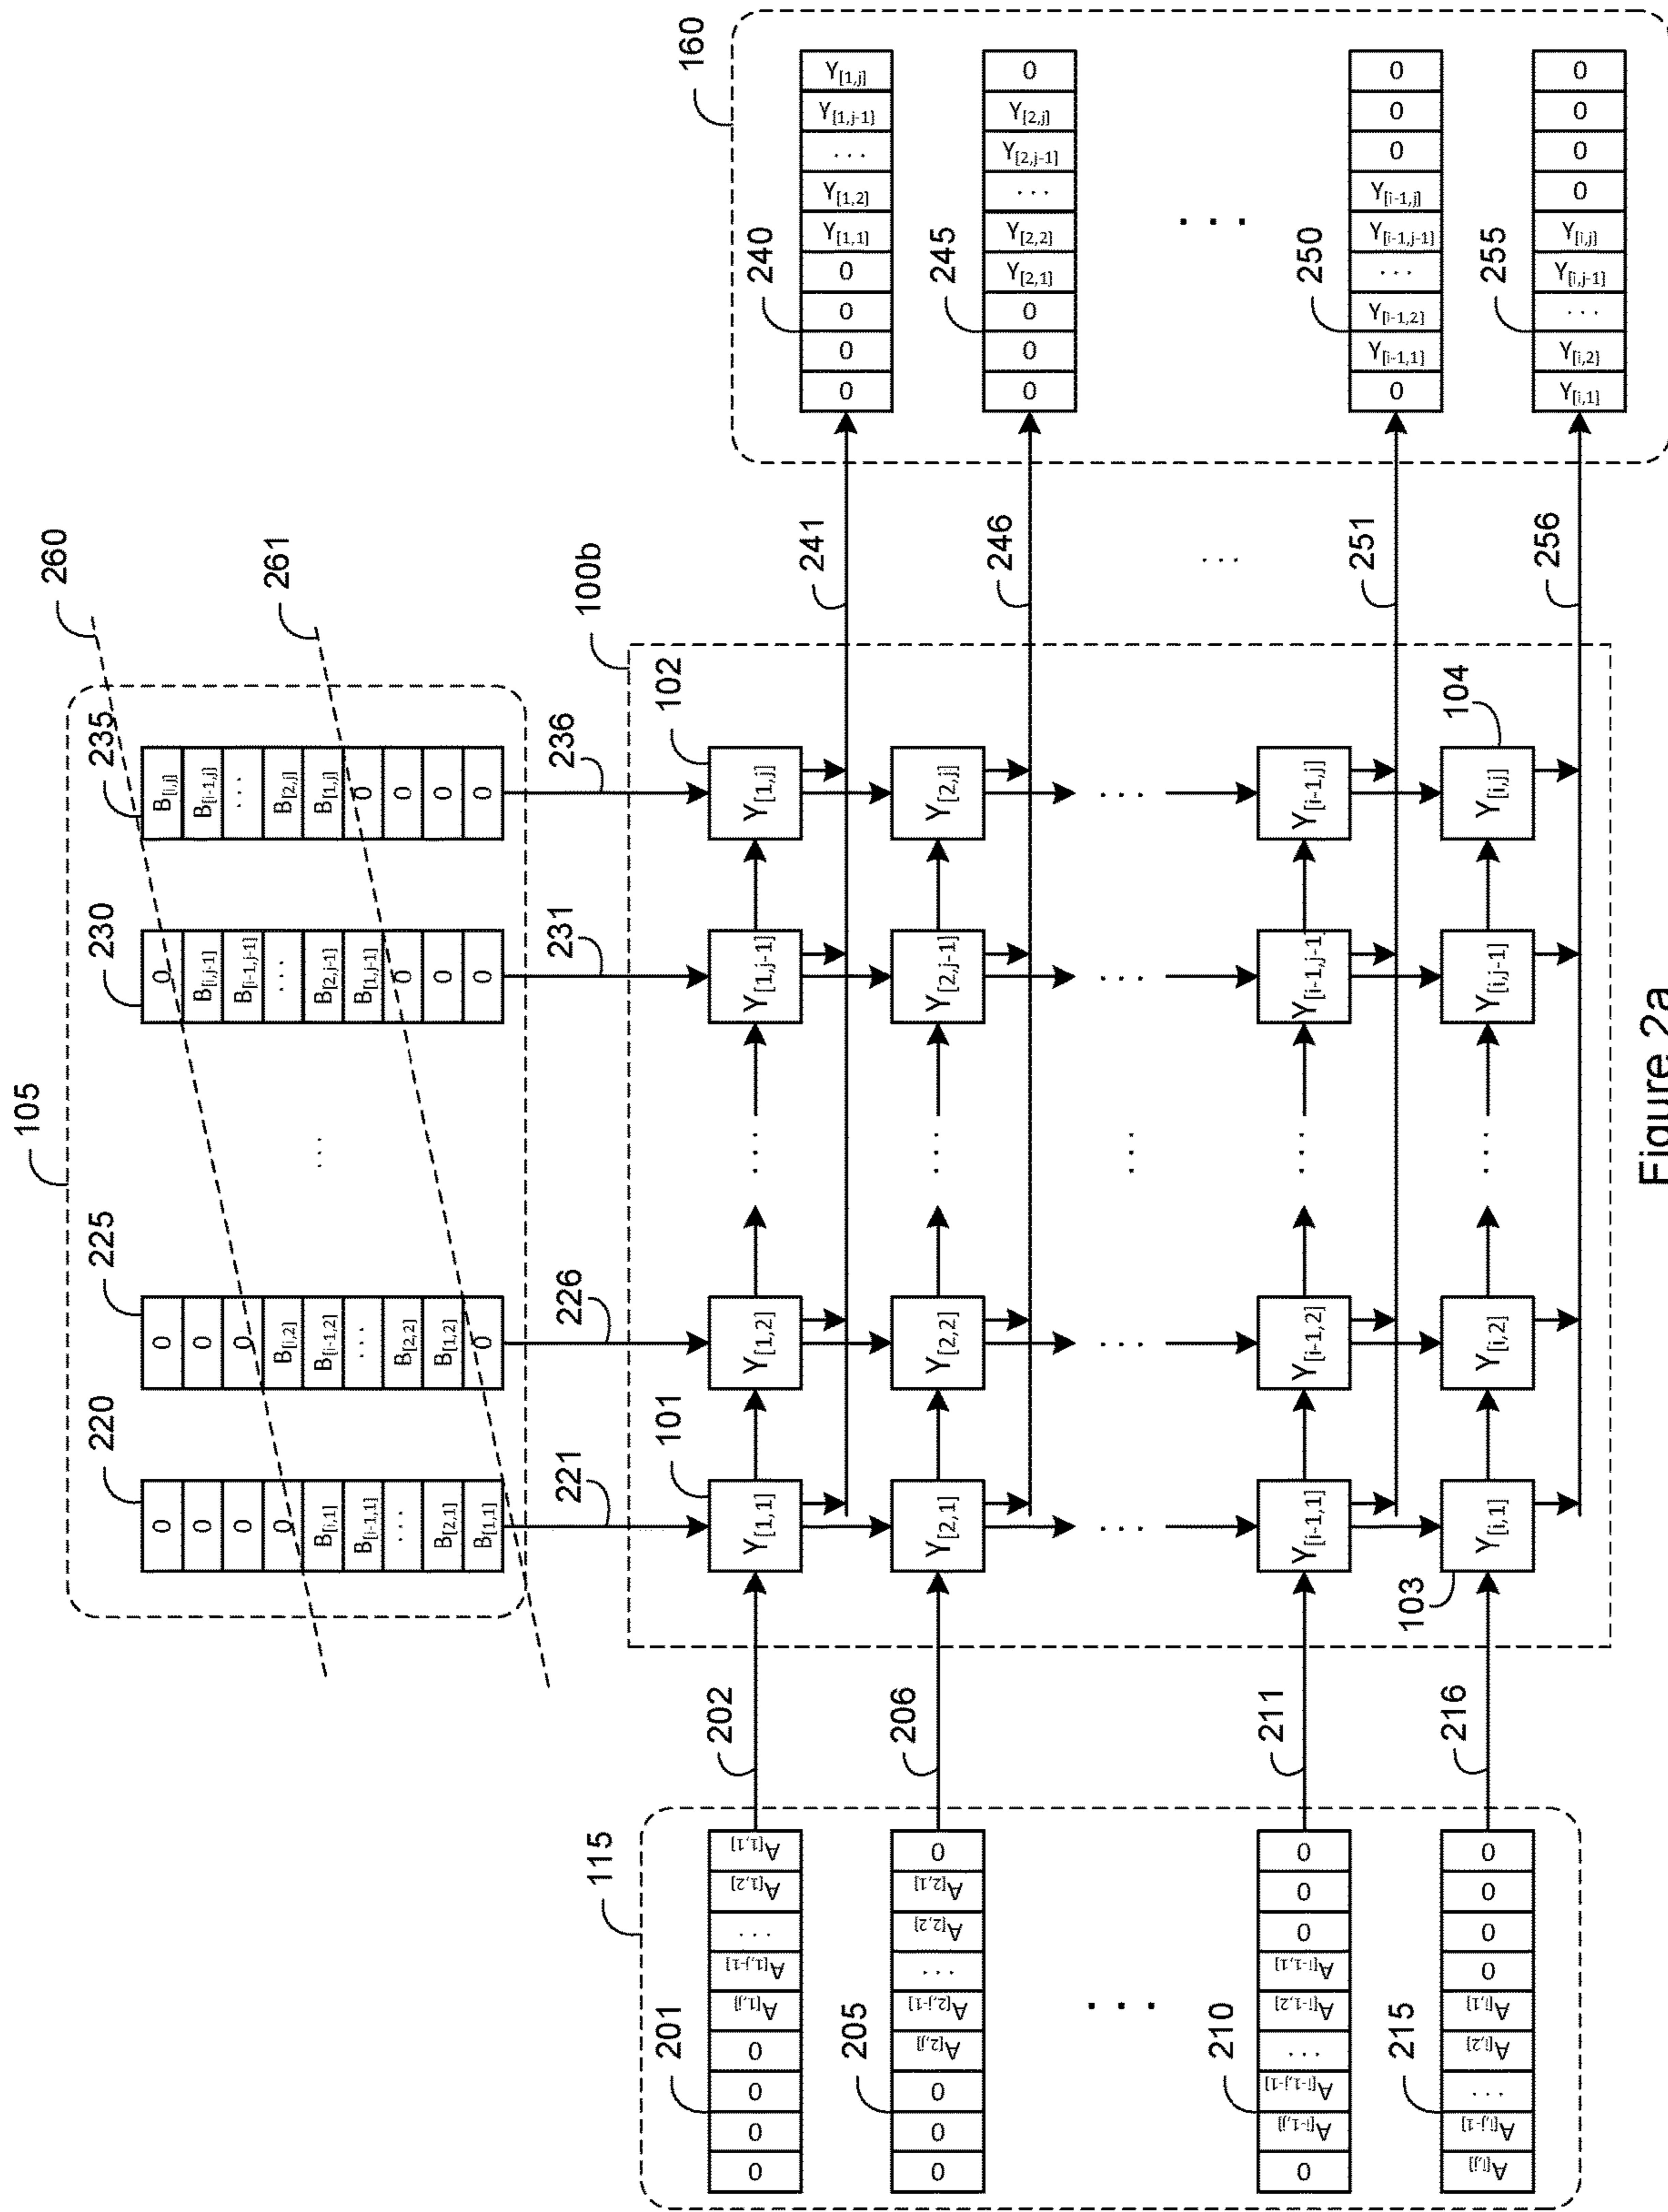 105
260
261
220
225
230
235
0
0
0
0
B[i,1]
B[i-1,1]
...
B[2,1]
B[1,1]
0
0
0
B[i,2]
B[i-1,2]
...
B[2,2]
B[1,2]
0
...
0
B[i,j-1]
B[i-1,j-1]
...
B[2,j-1]
B[1,j-1]
0
0
0
B[i,j]
B[i-1,j]
...
B[2,j]
B[1,j]
0
0
0
0
221
226
231
236
100b
115
201
0 0 0 0 A[1,j] A[1,j-1] ... A[1,2] A[1,1]
202
205
0 0 0 A[2,j] A[2,j-1] ... A[2,2] A[2,1] 0
206
...
210
0 A[i-1,j] A[i-1,j-1] ... A[i-1,2] A[i-1,1] 0 0 0
211
215
A[i,j] A[i,j-1] ... A[i,2] A[i,1] 0 0 0 0
216
101
102
Y[1,1] Y[1,2] ... Y[1,j-1] Y[1,j]
Y[2,1] Y[2,2] ... Y[2,j-1] Y[2,j]
... ... ... ... ...
Y[i-1,1] Y[i-1,2] ... Y[i-1,j-1] Y[i-1,j]
103
104
Y[i,1] Y[i,2] ... Y[i,j-1] Y[i,j]
241
246
...
251
256
160
240
0 0 0 0 Y[1,1] Y[1,2] ... Y[1,j-1] Y[1,j]
245
0 0 0 Y[2,1] Y[2,2] ... Y[2,j-1] Y[2,j] 0
...
250
0 Y[i-1,1] Y[i-1,2] ... Y[i-1,j-1] Y[i-1,j] 0 0 0
255
Y[i,1] Y[i,2] ... Y[i,j-1] Y[i,j] 0 0 0 0
Figure 2a